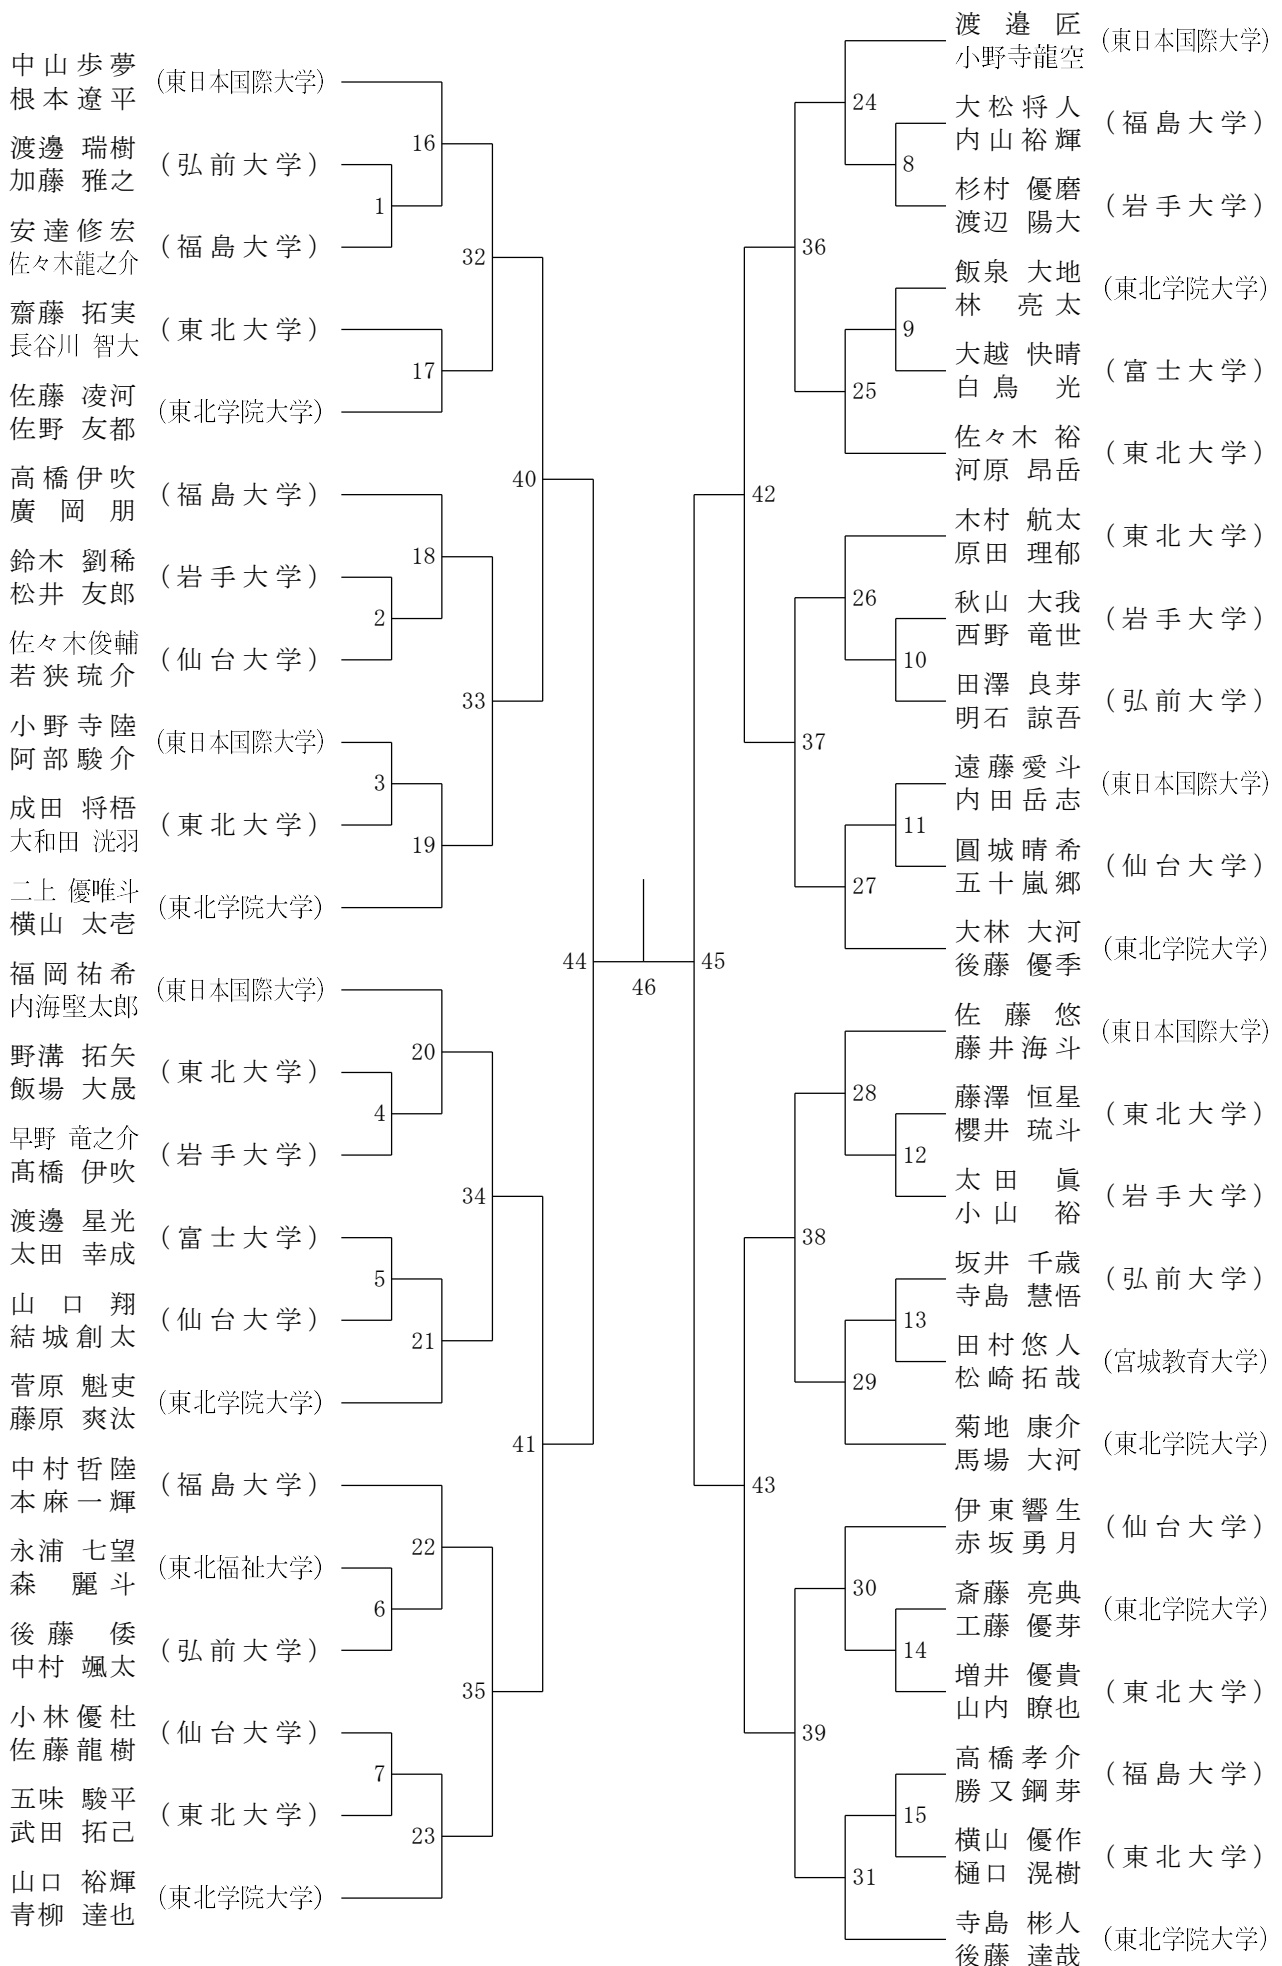 中山歩夢
根本遼平
(東日本国際大学)
渡邊 瑞樹
加藤 雅之
(弘前大学)
安達修宏
佐々木龍之介
(福島大学)
齋藤 拓実
長谷川 智大
(東北大学)
佐藤 凌河
佐野 友都
(東北学院大学)
高橋伊吹
廣岡朋
(福島大学)
鈴木 劉稀
松井 友郎
(岩手大学)
佐々木俊輔
若狭琉介
(仙台大学)
小野寺陸
阿部駿介
(東日本国際大学)
成田 将梧
大和田 洸羽
(東北大学)
二上 優唯斗
横山 太壱
(東北学院大学)
福岡祐希
内海堅太郎
(東日本国際大学)
野溝 拓矢
飯場 大晟
(東北大学)
早野 竜之介
髙橋 伊吹
(岩手大学)
渡邉 星光
太田 幸成
(富士大学)
山口翔
結城創太
(仙台大学)
菅原 魁吏
藤原 爽汰
(東北学院大学)
中村哲陸
本麻一輝
(福島大学)
永浦 七望
森 麗斗
(東北福祉大学)
後藤 倭
中村 颯太
(弘前大学)
小林優杜
佐藤龍樹
(仙台大学)
五味 駿平
武田 拓己
(東北大学)
山口 裕輝
青柳 達也
(東北学院大学)
1
2
3
4
5
6
7
16
17
18
19
20
21
22
23
32
33
34
35
40
41
44
46
45
42
43
36
37
38
39
24
25
26
27
28
29
30
31
8
9
10
11
12
13
14
15
渡邉匠
小野寺龍空
(東日本国際大学)
大松将人
内山裕輝
(福島大学)
杉村 優磨
渡辺 陽大
(岩手大学)
飯泉 大地
林 亮太
(東北学院大学)
大越 快晴
白鳥 光
(富士大学)
佐々木 裕
河原 昂岳
(東北大学)
木村 航太
原田 理郁
(東北大学)
秋山 大我
西野 竜世
(岩手大学)
田澤 良芽
明石 諒吾
(弘前大学)
遠藤愛斗
内田岳志
(東日本国際大学)
圓城晴希
五十嵐郷
(仙台大学)
大林 大河
後藤 優季
(東北学院大学)
佐藤悠
藤井海斗
(東日本国際大学)
藤澤 恒星
櫻井 琉斗
(東北大学)
太田 眞
小山 裕
(岩手大学)
坂井 千歳
寺島 慧悟
(弘前大学)
田村悠人
松崎拓哉
(宮城教育大学)
菊地 康介
馬場 大河
(東北学院大学)
伊東響生
赤坂勇月
(仙台大学)
斎藤 亮典
工藤 優芽
(東北学院大学)
増井 優貴
山内 瞭也
(東北大学)
高橋孝介
勝又鋼芽
(福島大学)
横山 優作
樋口 滉樹
(東北大学)
寺島 彬人
後藤 達哉
(東北学院大学)